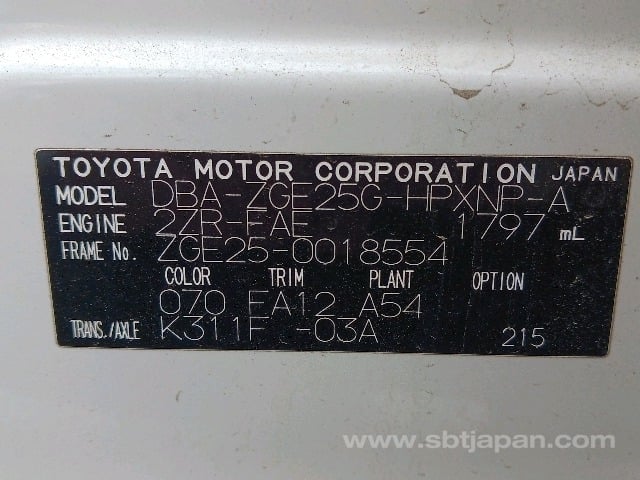 TOYOTA MOTOR CORPORATION JAPAN
MODEL DBA-ZGE25G-HPXNP-A
ENGINE 2ZR-FAE 1797 mL
FRAME No. ZGE25-0018554
COLOR TRIM PLANT OPTION
070 FA12 A54
TRANS./AXLE K311F -03A 215
www.sbtjapan.com